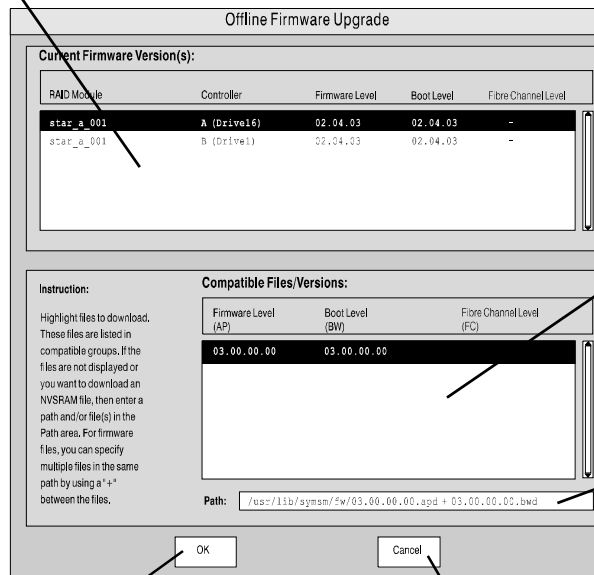 Offline Firmware Upgrade
Current Firmware Version(s):
RAID Module Controller Firmware Level Boot Level Fibre Channel Level
star_a_001 A (Drive16) 02.04.03 02.04.03 -
star_a_001 B (Drive1) 02.04.03 02.04.03 -
Instruction:
Highlight files to download.
These files are listed in
compatible groups. If the
files are not displayed or
you want to download an
NVSRAM file, then enter a
path and/or file(s) in the
Path area. For firmware
files, you can specify
multiple files in the same
path by using a "+"
between the files.
Compatible Files/Versions:
Firmware Level Boot Level Fibre Channel Level
(AP) (BW) (FC)
03.00.00.00 03.00.00.00
Path: /usr/lib/symsm/fw/03.00.00.00.apd + 03.00.00.00.bwd
OK Cancel